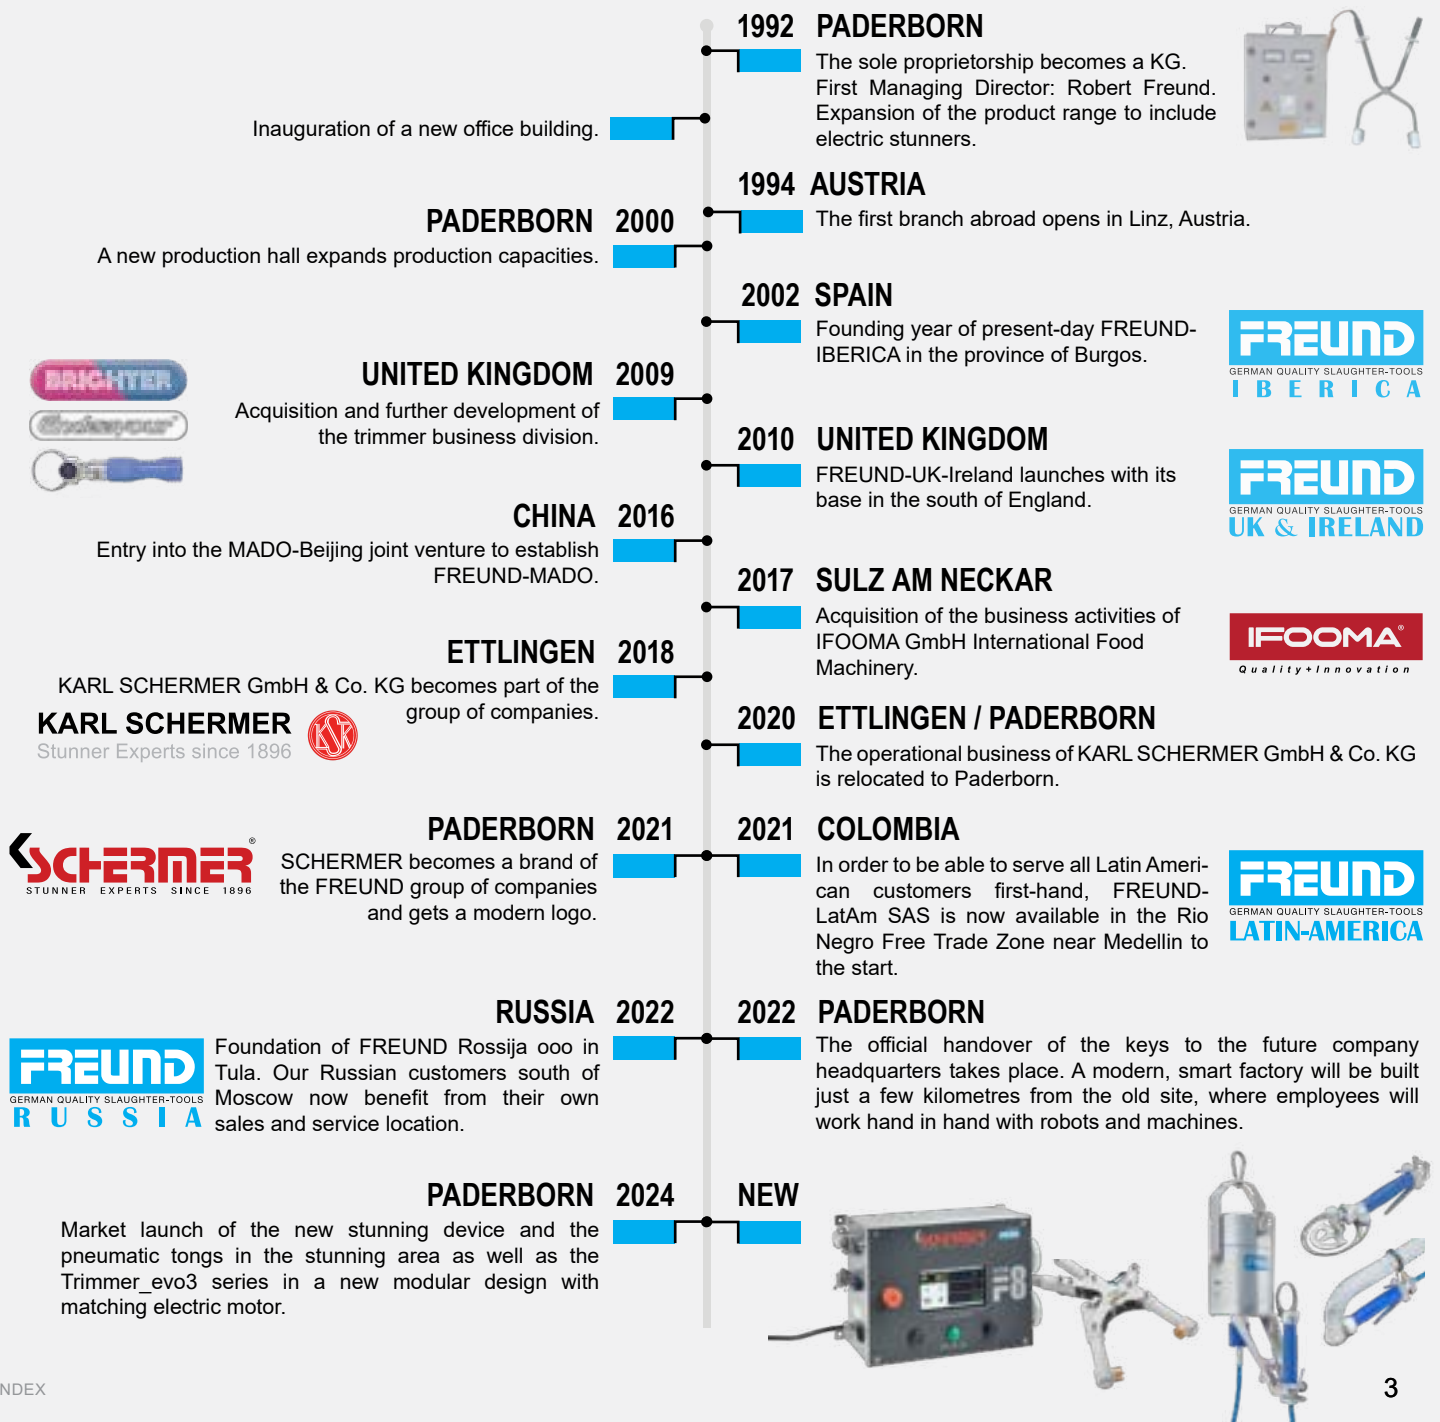 1992 PADERBORN
The sole proprietorship becomes a KG.
First Managing Director: Robert Freund.
Expansion of the product range to include
electric stunners.
Inauguration of a new office building.
1994 AUSTRIA
The first branch abroad opens in Linz, Austria.
PADERBORN 2000
A new production hall expands production capacities.
2002 SPAIN
Founding year of present-day FREUND-
IBERICA in the province of Burgos.
FREUND
GERMAN QUALITY SLAUGHTER-TOOLS
IBERICA
UNITED KINGDOM 2009
Acquisition and further development of
the trimmer business division.
BRIGHTER
Endeavour
2010 UNITED KINGDOM
FREUND-UK-Ireland launches with its
base in the south of England.
FREUND
GERMAN QUALITY SLAUGHTER-TOOLS
UK & IRELAND
CHINA 2016
Entry into the MADO-Beijing joint venture to establish
FREUND-MADO.
2017 SULZ AM NECKAR
Acquisition of the business activities of
IFOOMA GmbH International Food
Machinery.
IFOOMA®
Quality+Innovation
ETTLINGEN 2018
KARL SCHERMER GmbH & Co. KG becomes part of the
group of companies.
KARL SCHERMER
Stunner Experts since 1896
KSK
2020 ETTLINGEN / PADERBORN
The operational business of KARL SCHERMER GmbH & Co. KG
is relocated to Paderborn.
PADERBORN 2021
SCHERMER becomes a brand of
the FREUND group of companies
and gets a modern logo.
SCHERMER®
STUNNER EXPERTS SINCE 1896
2021 COLOMBIA
In order to be able to serve all Latin Ameri-
can customers first-hand, FREUND-
LatAm SAS is now available in the Rio
Negro Free Trade Zone near Medellin to
the start.
FREUND
GERMAN QUALITY SLAUGHTER-TOOLS
LATIN-AMERICA
RUSSIA 2022
Foundation of FREUND Rossija ooo in
Tula. Our Russian customers south of
Moscow now benefit from their own
sales and service location.
FREUND
GERMAN QUALITY SLAUGHTER-TOOLS
RUSSIA
2022 PADERBORN
The official handover of the keys to the future company
headquarters takes place. A modern, smart factory will be built
just a few kilometres from the old site, where employees will
work hand in hand with robots and machines.
PADERBORN 2024
Market launch of the new stunning device and the
pneumatic tongs in the stunning area as well as the
Trimmer_evo3 series in a new modular design with
matching electric motor.
NEW
SCHERMER
F8
NDEX
3